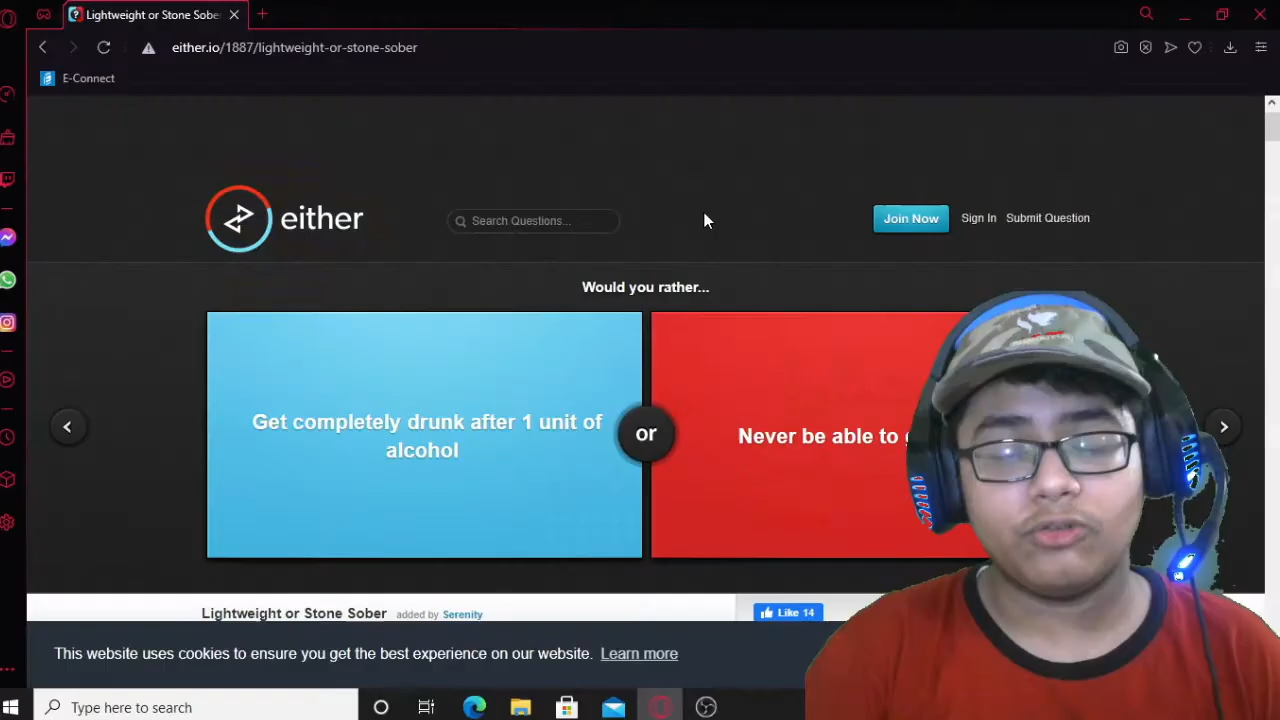 Lightweight or Stone Sober
either.io/1887/lightweight-or-stone-sober
E-Connect
either
Search Questions...
Join Now
Sign In
Submit Question
Would you rather...
Get completely drunk after 1 unit of
alcohol
or
Never be able to
Lightweight or Stone Sober added by Serenity
Like 14
This website uses cookies to ensure you get the best experience on our website. Learn more
Type here to search